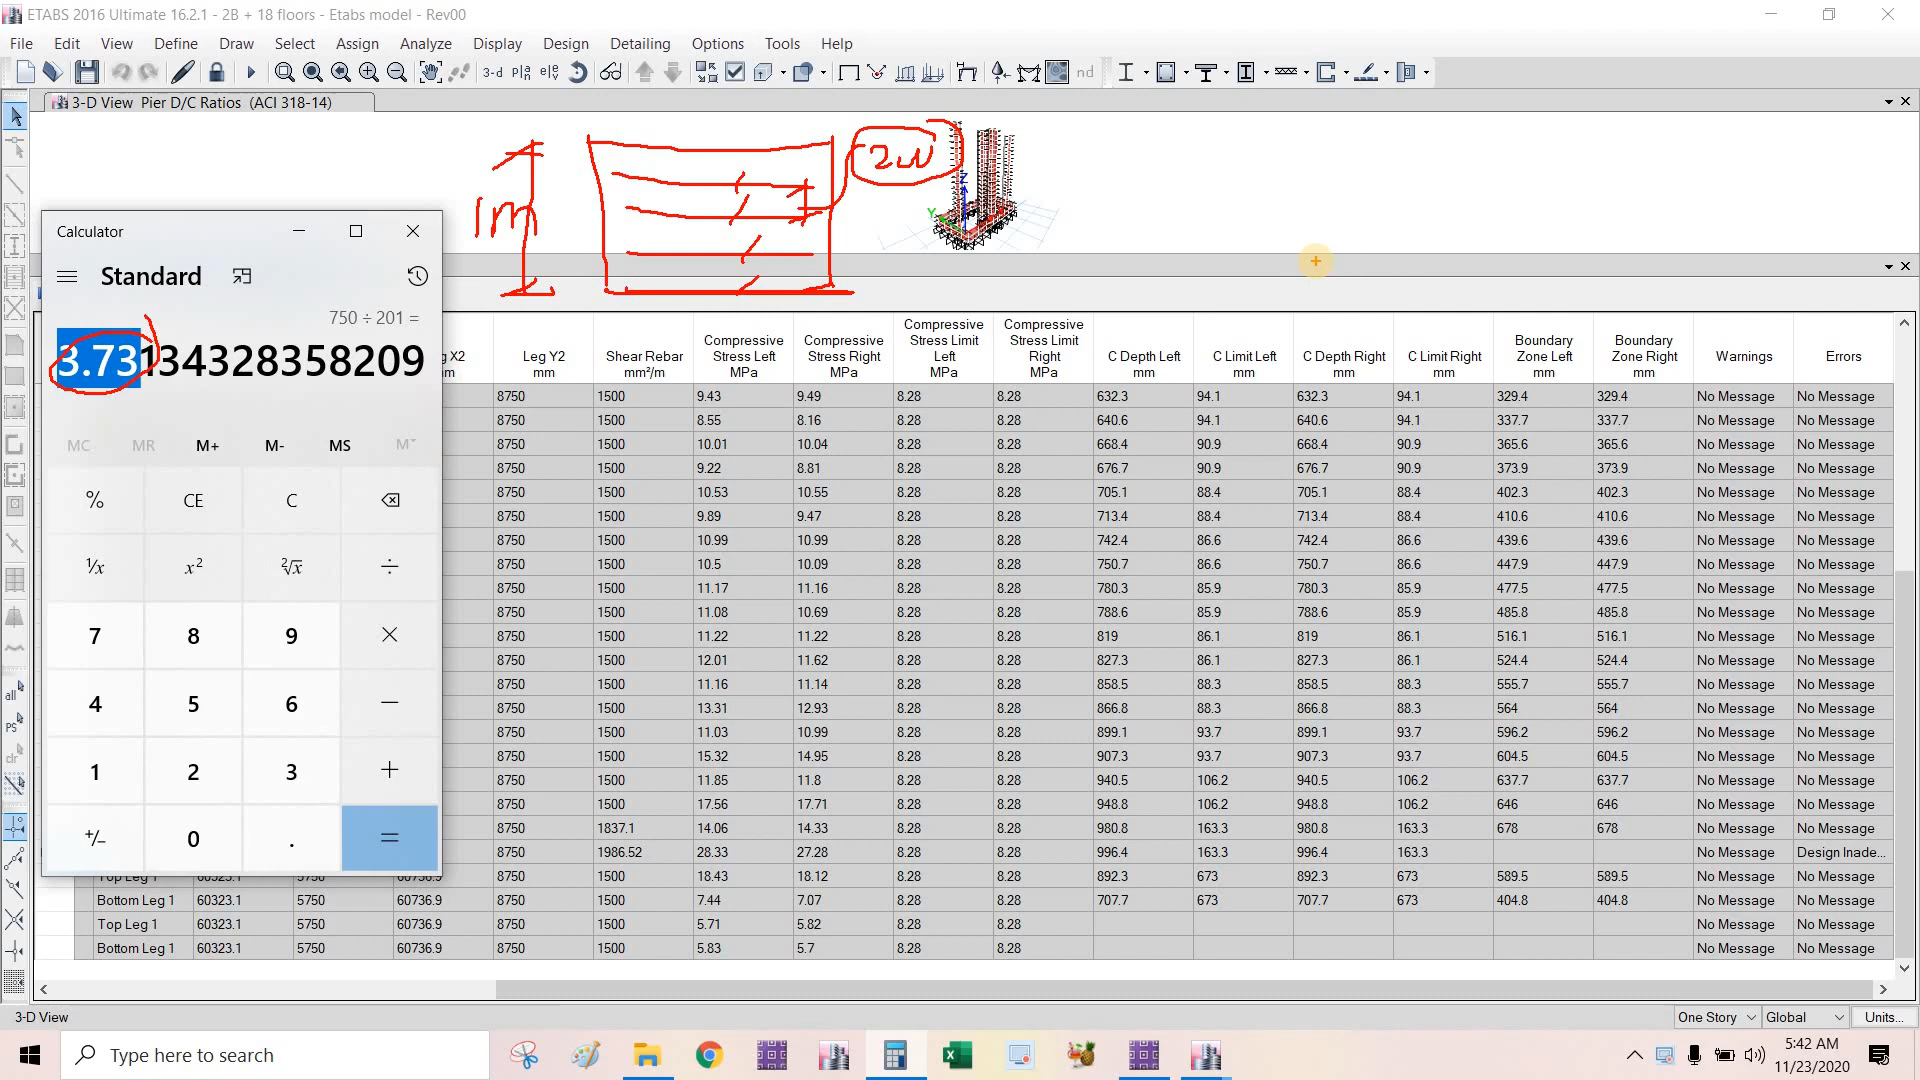 ETABS 2016 Ultimate 16.2.1 - 2B + 18 floors - Etabs model - Rev00
File Edit View Define Draw Select Assign Analyze Display Design Detailing Options Tools Help
3-d nd
3-D View Pier D/C Ratios (ACI 318-14)
1m
Z
Y
Calculator
Standard
750 ÷ 201 =
3.73134328358209
MC MR M+ M- MS M
% CE C
¹/x x² ²√x ÷
7 8 9 ×
4 5 6 −
1 2 3 +
+/− 0 . =
X2 Leg Y2 mm Shear Rebar mm²/m Compressive Stress Left MPa Compressive Stress Right MPa Compressive Stress Limit Left MPa Compressive Stress Limit Right MPa C Depth Left mm C Limit Left mm C Depth Right mm C Limit Right mm Boundary Zone Left mm Boundary Zone Right mm Warnings Errors
8750 1500 9.43 9.49 8.28 8.28 632.3 94.1 632.3 94.1 329.4 329.4 No Message No Message
8750 1500 8.55 8.16 8.28 8.28 640.6 94.1 640.6 94.1 337.7 337.7 No Message No Message
8750 1500 10.01 10.04 8.28 8.28 668.4 90.9 668.4 90.9 365.6 365.6 No Message No Message
8750 1500 9.22 8.81 8.28 8.28 676.7 90.9 676.7 90.9 373.9 373.9 No Message No Message
8750 1500 10.53 10.55 8.28 8.28 705.1 88.4 705.1 88.4 402.3 402.3 No Message No Message
8750 1500 9.89 9.47 8.28 8.28 713.4 88.4 713.4 88.4 410.6 410.6 No Message No Message
8750 1500 10.99 10.99 8.28 8.28 742.4 86.6 742.4 86.6 439.6 439.6 No Message No Message
8750 1500 10.5 10.09 8.28 8.28 750.7 86.6 750.7 86.6 447.9 447.9 No Message No Message
8750 1500 11.17 11.16 8.28 8.28 780.3 85.9 780.3 85.9 477.5 477.5 No Message No Message
8750 1500 11.08 10.69 8.28 8.28 788.6 85.9 788.6 85.9 485.8 485.8 No Message No Message
8750 1500 11.22 11.22 8.28 8.28 819 86.1 819 86.1 516.1 516.1 No Message No Message
8750 1500 12.01 11.62 8.28 8.28 827.3 86.1 827.3 86.1 524.4 524.4 No Message No Message
8750 1500 11.16 11.14 8.28 8.28 858.5 88.3 858.5 88.3 555.7 555.7 No Message No Message
8750 1500 13.31 12.93 8.28 8.28 866.8 88.3 866.8 88.3 564 564 No Message No Message
8750 1500 11.03 10.99 8.28 8.28 899.1 93.7 899.1 93.7 596.2 596.2 No Message No Message
8750 1500 15.32 14.95 8.28 8.28 907.3 93.7 907.3 93.7 604.5 604.5 No Message No Message
8750 1500 11.85 11.8 8.28 8.28 940.5 106.2 940.5 106.2 637.7 637.7 No Message No Message
8750 1500 17.56 17.71 8.28 8.28 948.8 106.2 948.8 106.2 646 646 No Message No Message
8750 1837.1 14.06 14.33 8.28 8.28 980.8 163.3 980.8 163.3 678 678 No Message No Message
8750 1986.52 28.33 27.28 8.28 8.28 996.4 163.3 996.4 163.3 No Message Design Inade...
Top Leg 1 60323.1 5750 60736.9 8750 1500 18.43 18.12 8.28 8.28 892.3 673 892.3 673 589.5 589.5 No Message No Message
Bottom Leg 1 60323.1 5750 60736.9 8750 1500 7.44 7.07 8.28 8.28 707.7 673 707.7 673 404.8 404.8 No Message No Message
Top Leg 1 60323.1 5750 60736.9 8750 1500 5.71 5.82 8.28 8.28 No Message No Message
Bottom Leg 1 60323.1 5750 60736.9 8750 1500 5.83 5.7 8.28 8.28 No Message No Message
all
PS
clr
3-D View One Story Global Units...
Type here to search
5:42 AM
11/23/2020